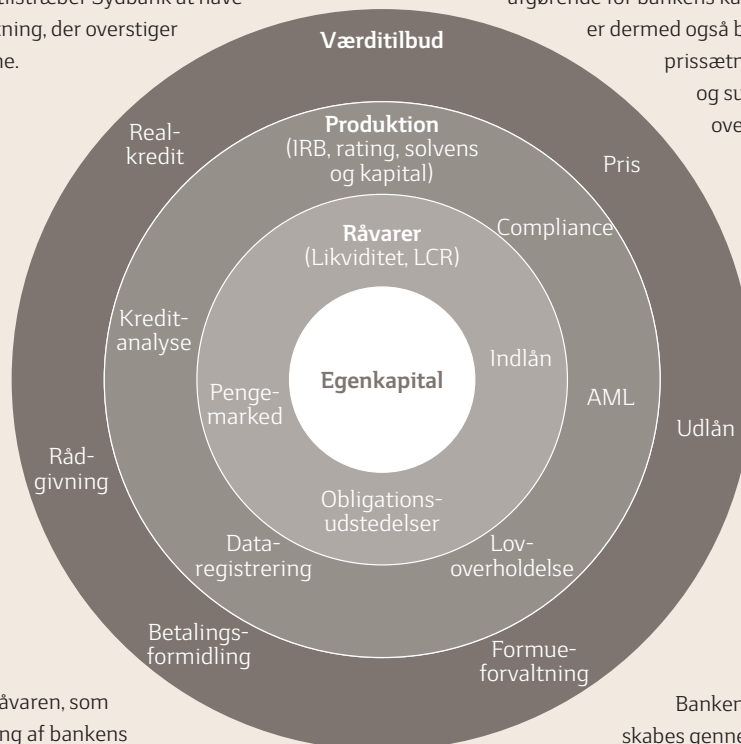 tilstræber Sydbank at have
tning, der overstiger
ne.
afgørende for bankens ka
er dermed også b
prissætn
og su
ove
Værditilbud
Real-
kredit
Produktion
(IRB, rating, solvens
og kapital)
Pris
Råvarer
(Likviditet, LCR)
Compliance
Kredit-
analyse
Egenkapital
Indlån
Penge-
marked
AML
Udlån
Råd-
givning
Obligations-
udstedelser
Data-
registrering
Lov-
overholdelse
Betalings-
formidling
Formue-
forvaltning
åvaren, som
ng af bankens
Banken
skabes genne